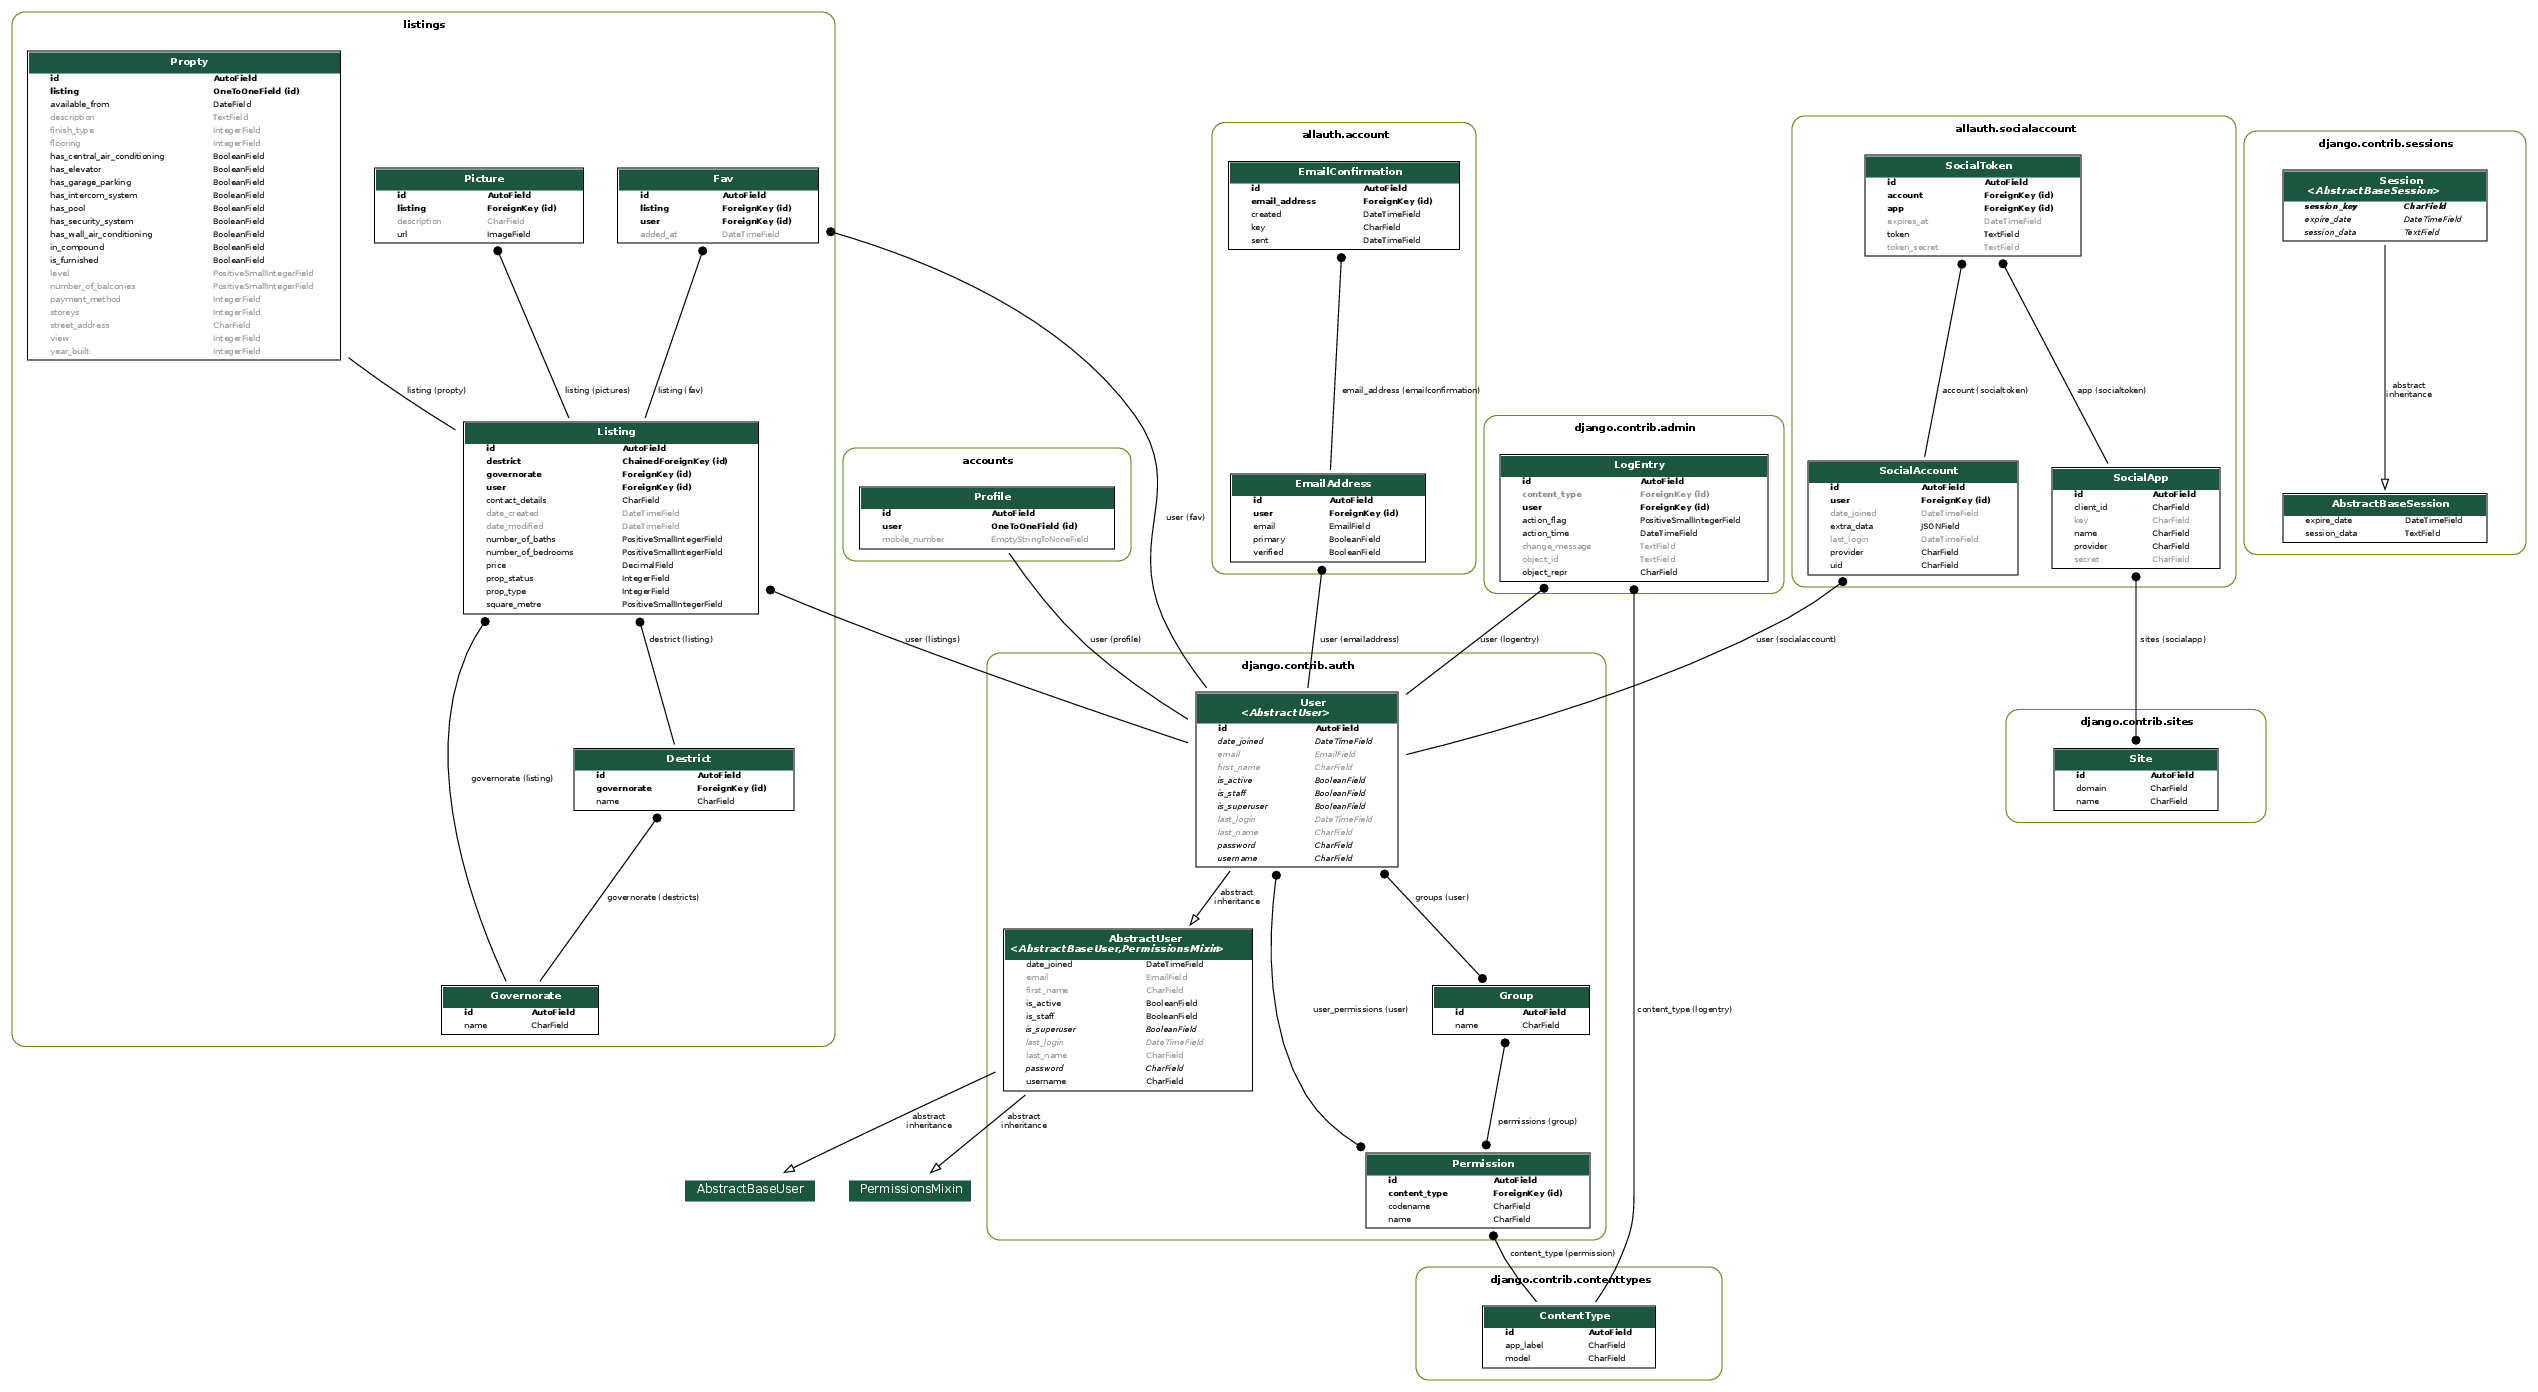 listings
Propty
id AutoField
listing OneToOneField (id)
available_from DateField
description TextField
finish_type IntegerField
flooring IntegerField
has_central_air_conditioning BooleanField
has_elevator BooleanField
has_garage_parking BooleanField
has_intercom_system BooleanField
has_pool BooleanField
has_security_system BooleanField
has_wall_air_conditioning BooleanField
in_compound BooleanField
is_furnished BooleanField
level PositiveSmallIntegerField
number_of_balconies PositiveSmallIntegerField
payment_method IntegerField
storeys IntegerField
street_address CharField
view IntegerField
year_built IntegerField
Picture
id AutoField
listing ForeignKey (id)
description CharField
url ImageField
Fav
id AutoField
listing ForeignKey (id)
user ForeignKey (id)
added_at DateTimeField
listing (propty)
listing (pictures)
listing (fav)
Listing
id AutoField
destrict ChainedForeignKey (id)
governorate ForeignKey (id)
user ForeignKey (id)
contact_details CharField
date_created DateTimeField
date_modified DateTimeField
number_of_baths PositiveSmallIntegerField
number_of_bedrooms PositiveSmallIntegerField
price DecimalField
prop_status IntegerField
prop_type IntegerField
square_metre PositiveSmallIntegerField
destrict (listing)
governorate (listing)
Destrict
id AutoField
governorate ForeignKey (id)
name CharField
governorate (destricts)
Governorate
id AutoField
name CharField
accounts
Profile
id AutoField
user OneToOneField (id)
mobile_number EmptyStringToNoneField
user (fav)
user (listings)
user (profile)
allauth.account
EmailConfirmation
id AutoField
email_address ForeignKey (id)
created DateTimeField
key CharField
sent DateTimeField
email_address (emailconfirmation)
EmailAddress
id AutoField
user ForeignKey (id)
email EmailField
primary BooleanField
verified BooleanField
user (emailaddress)
django.contrib.admin
LogEntry
id AutoField
content_type ForeignKey (id)
user ForeignKey (id)
action_flag PositiveSmallIntegerField
action_time DateTimeField
change_message TextField
object_id TextField
object_repr CharField
user (logentry)
allauth.socialaccount
SocialToken
id AutoField
account ForeignKey (id)
app ForeignKey (id)
expires_at DateTimeField
token TextField
token_secret TextField
account (socialtoken)
app (socialtoken)
SocialAccount
id AutoField
user ForeignKey (id)
date_joined DateTimeField
extra_data JSONField
last_login DateTimeField
provider CharField
uid CharField
SocialApp
id AutoField
client_id CharField
key CharField
name CharField
provider CharField
secret CharField
user (socialaccount)
sites (socialapp)
django.contrib.sessions
Session
<AbstractBaseSession>
session_key CharField
expire_date DateTimeField
session_data TextField
abstract
inheritance
AbstractBaseSession
expire_date DateTimeField
session_data TextField
django.contrib.sites
Site
id AutoField
domain CharField
name CharField
django.contrib.auth
User
<AbstractUser>
id AutoField
date_joined DateTimeField
email EmailField
first_name CharField
is_active BooleanField
is_staff BooleanField
is_superuser BooleanField
last_login DateTimeField
last_name CharField
password CharField
username CharField
abstract
inheritance
groups (user)
AbstractUser
<AbstractBaseUser,PermissionsMixin>
date_joined DateTimeField
email EmailField
first_name CharField
is_active BooleanField
is_staff BooleanField
is_superuser BooleanField
last_login DateTimeField
last_name CharField
password CharField
username CharField
user_permissions (user)
Group
id AutoField
name CharField
content_type (logentry)
abstract
inheritance
abstract
inheritance
permissions (group)
AbstractBaseUser
PermissionsMixin
Permission
id AutoField
content_type ForeignKey (id)
codename CharField
name CharField
content_type (permission)
django.contrib.contenttypes
ContentType
id AutoField
app_label CharField
model CharField